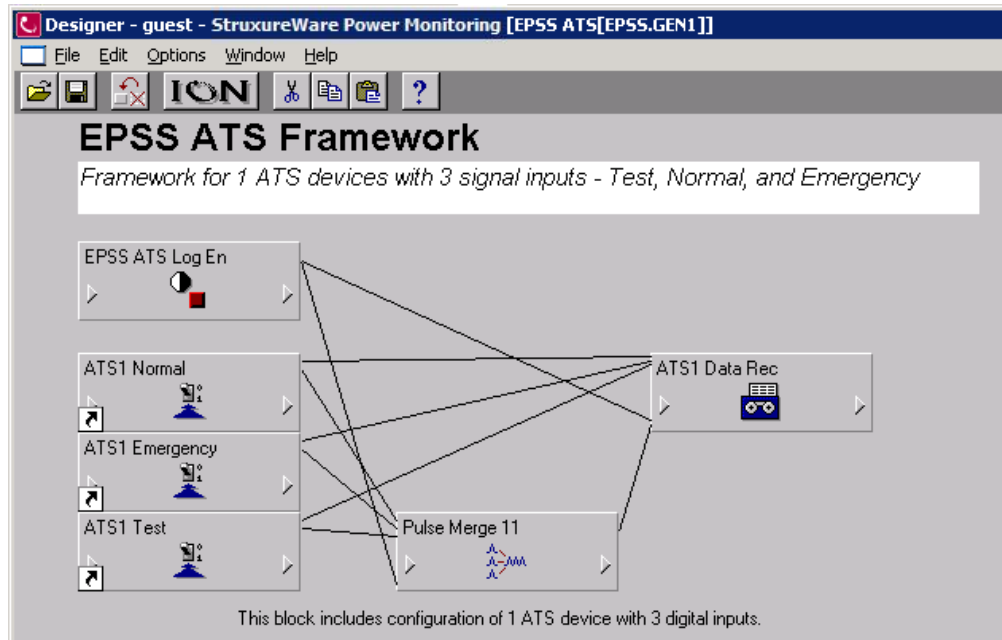 Designer - guest - StruxureWare Power Monitoring [EPSS ATS[EPSS.GEN1]]
File Edit Options Window Help
ION ?
EPSS ATS Framework
Framework for 1 ATS devices with 3 signal inputs - Test, Normal, and Emergency
EPSS ATS Log En
ATS1 Normal
ATS1 Data Rec
ATS1 Emergency
ATS1 Test
Pulse Merge 11
This block includes configuration of 1 ATS device with 3 digital inputs.